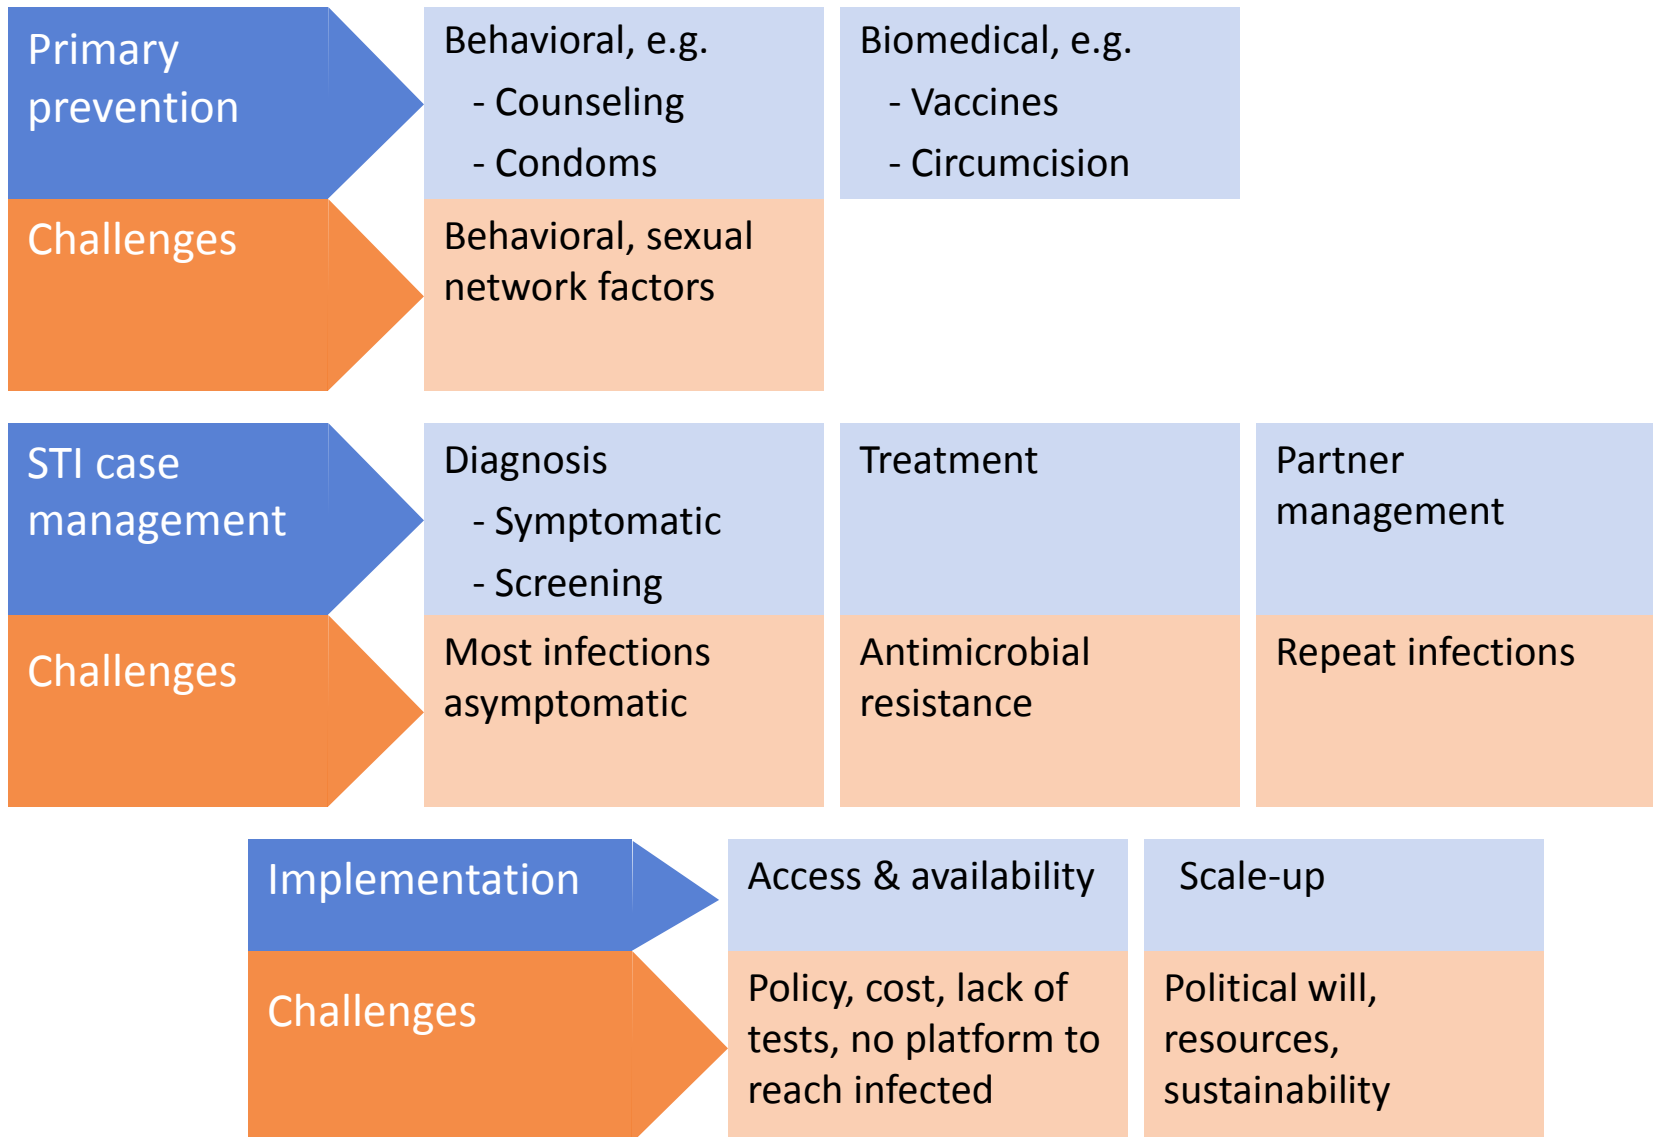 Primary
prevention
Behavioral, e.g.
- Counseling
- Condoms
Biomedical, e.g.
- Vaccines
- Circumcision
Challenges
Behavioral, sexual
network factors
STI case
management
Diagnosis
- Symptomatic
- Screening
Treatment
Partner
management
Challenges
Most infections
asymptomatic
Antimicrobial
resistance
Repeat infections
Implementation
Access & availability
Scale-up
Challenges
Policy, cost, lack of
tests, no platform to
reach infected
Political will,
resources,
sustainability